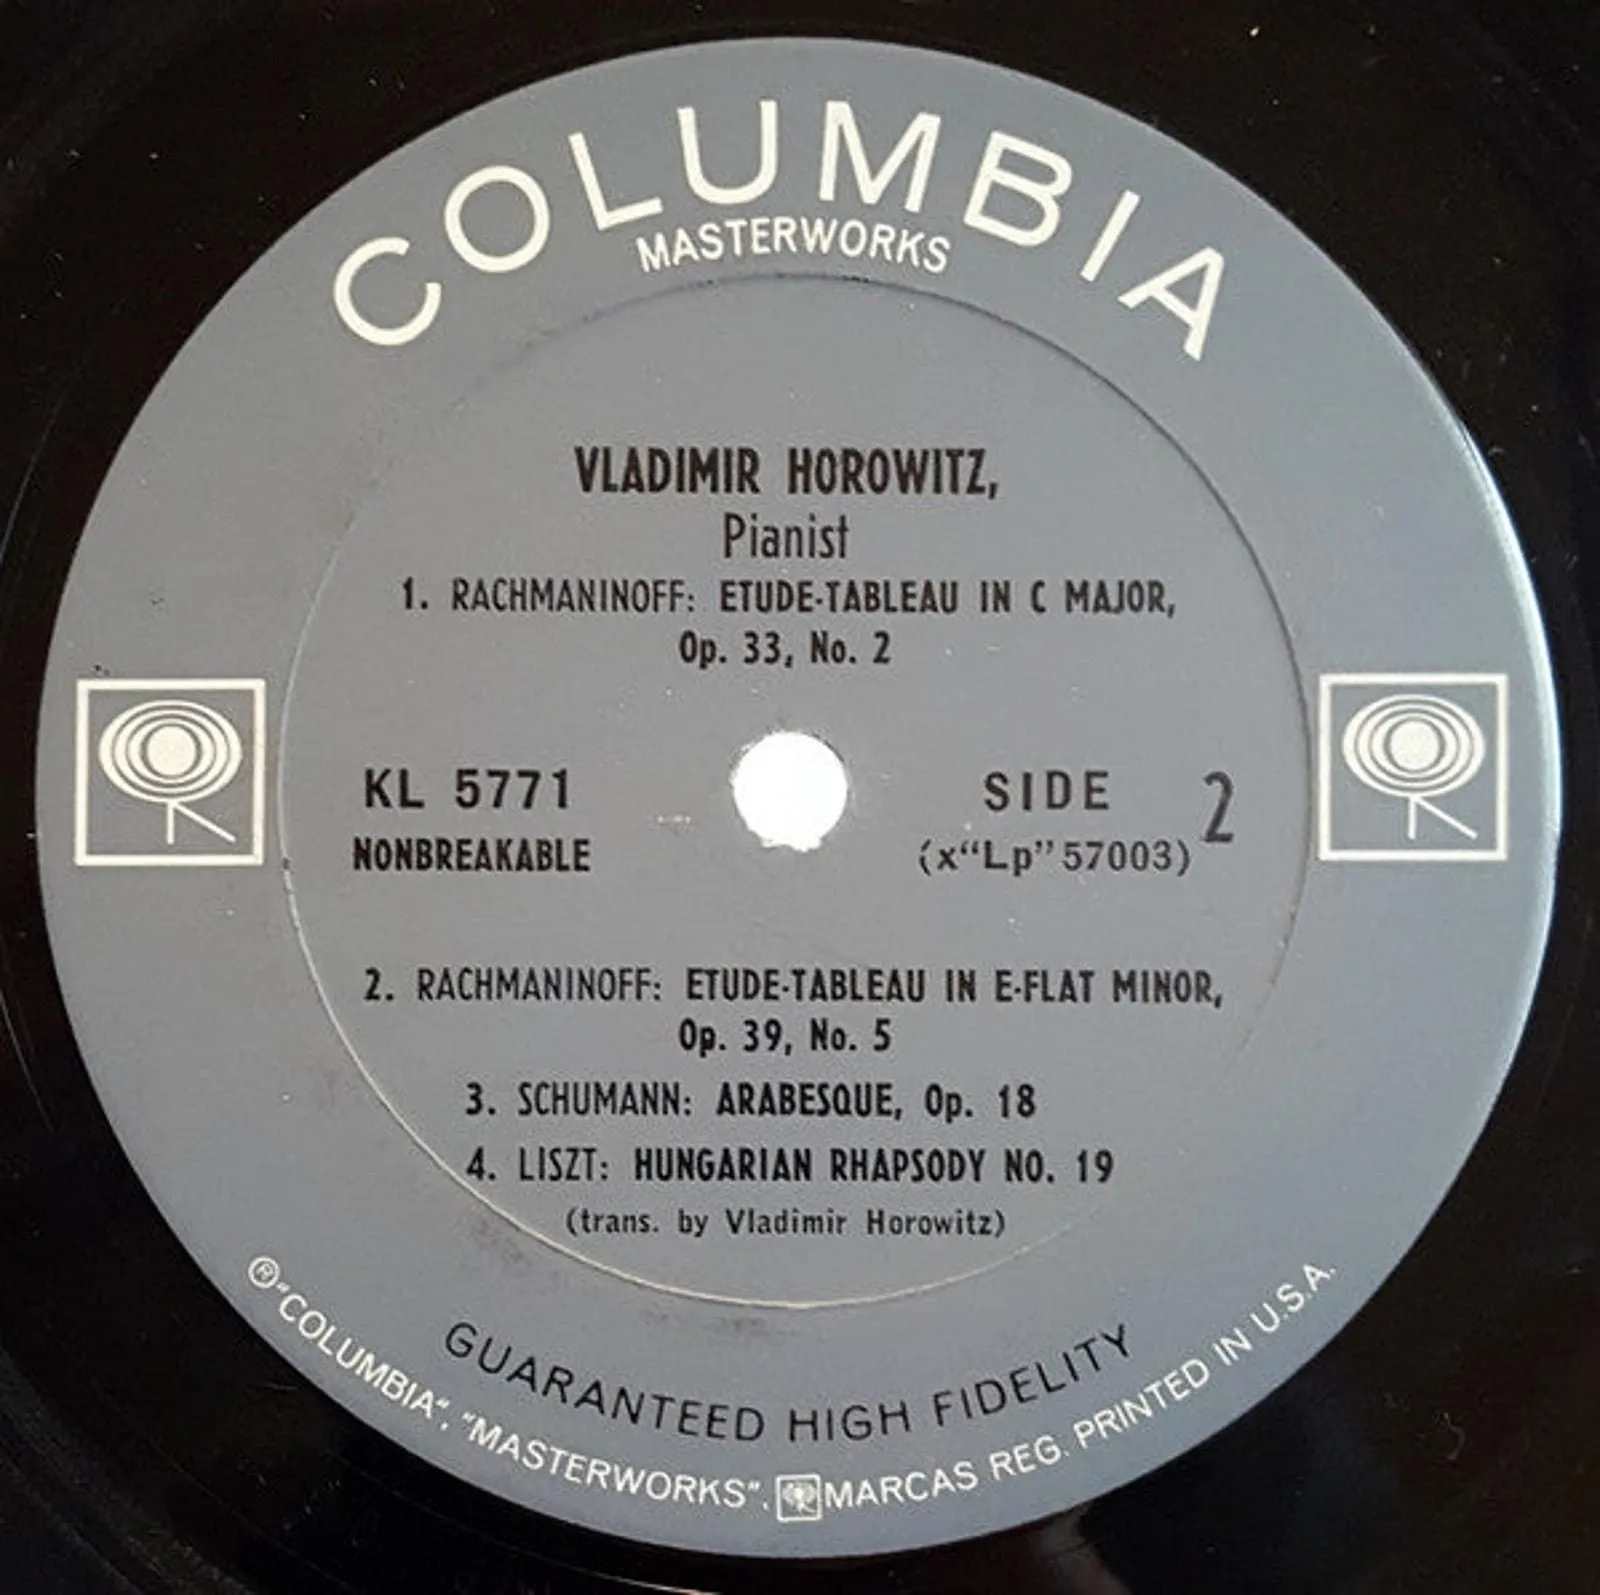 COLUMBIA
MASTERWORKS
VLADIMIR HOROWITZ,
Pianist
1. RACHMANINOFF: ETUDE-TABLEAU IN C MAJOR,
Op. 33, No. 2
KL 5771
NONBREAKABLE
SIDE 2
(x“Lp”57003)
2. RACHMANINOFF: ETUDE-TABLEAU IN E-FLAT MINOR,
Op. 39, No. 5
3. SCHUMANN: ARABESQUE, Op. 18
4. LISZT: HUNGARIAN RHAPSODY NO. 19
(trans. by Vladimir Horowitz)
GUARANTEED HIGH FIDELITY
®“COLUMBIA”, “MASTERWORKS”, MARCAS REG. PRINTED IN U.S.A.